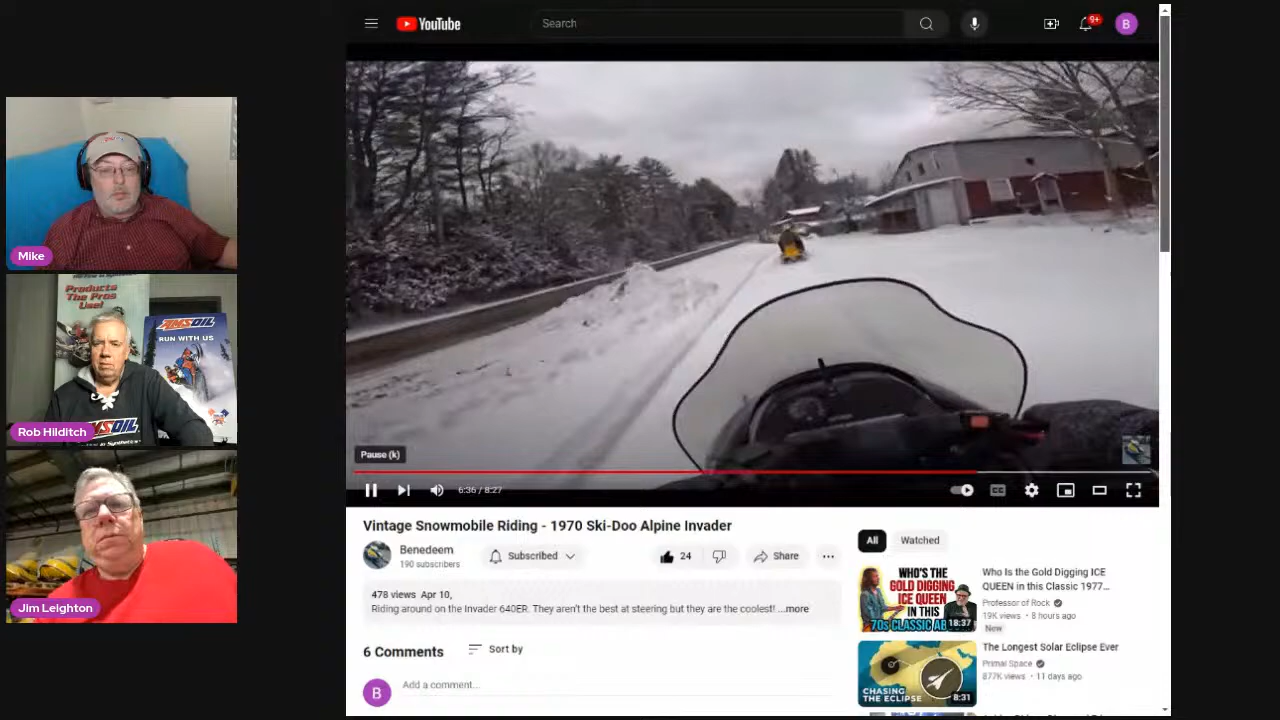 YouTube
Search
9+
B
Mike
Products
The Pros
Use!
AMSOIL
RUN WITH US
Rob Hilditch
Jim Leighton
Pause (k)
6:36 / 8:27
CC
Vintage Snowmobile Riding - 1970 Ski-Doo Alpine Invader
Benedeem
190 subscribers
Subscribed
24
Share
478 views Apr 10,
Riding around on the Invader 640ER. They aren't the best at steering but they are the coolest! ...more
6 Comments
Sort by
B
Add a comment...
All
Watched
WHO'S THE
GOLD DIGGING
ICE QUEEN
IN THIS
18:37
Who Is the Gold Digging ICE
QUEEN in this Classic 1977...
Professor of Rock
19K views • 8 hours ago
New
CHASING
THE ECLIPSE
8:31
The Longest Solar Eclipse Ever
Primal Space
877K views • 11 days ago